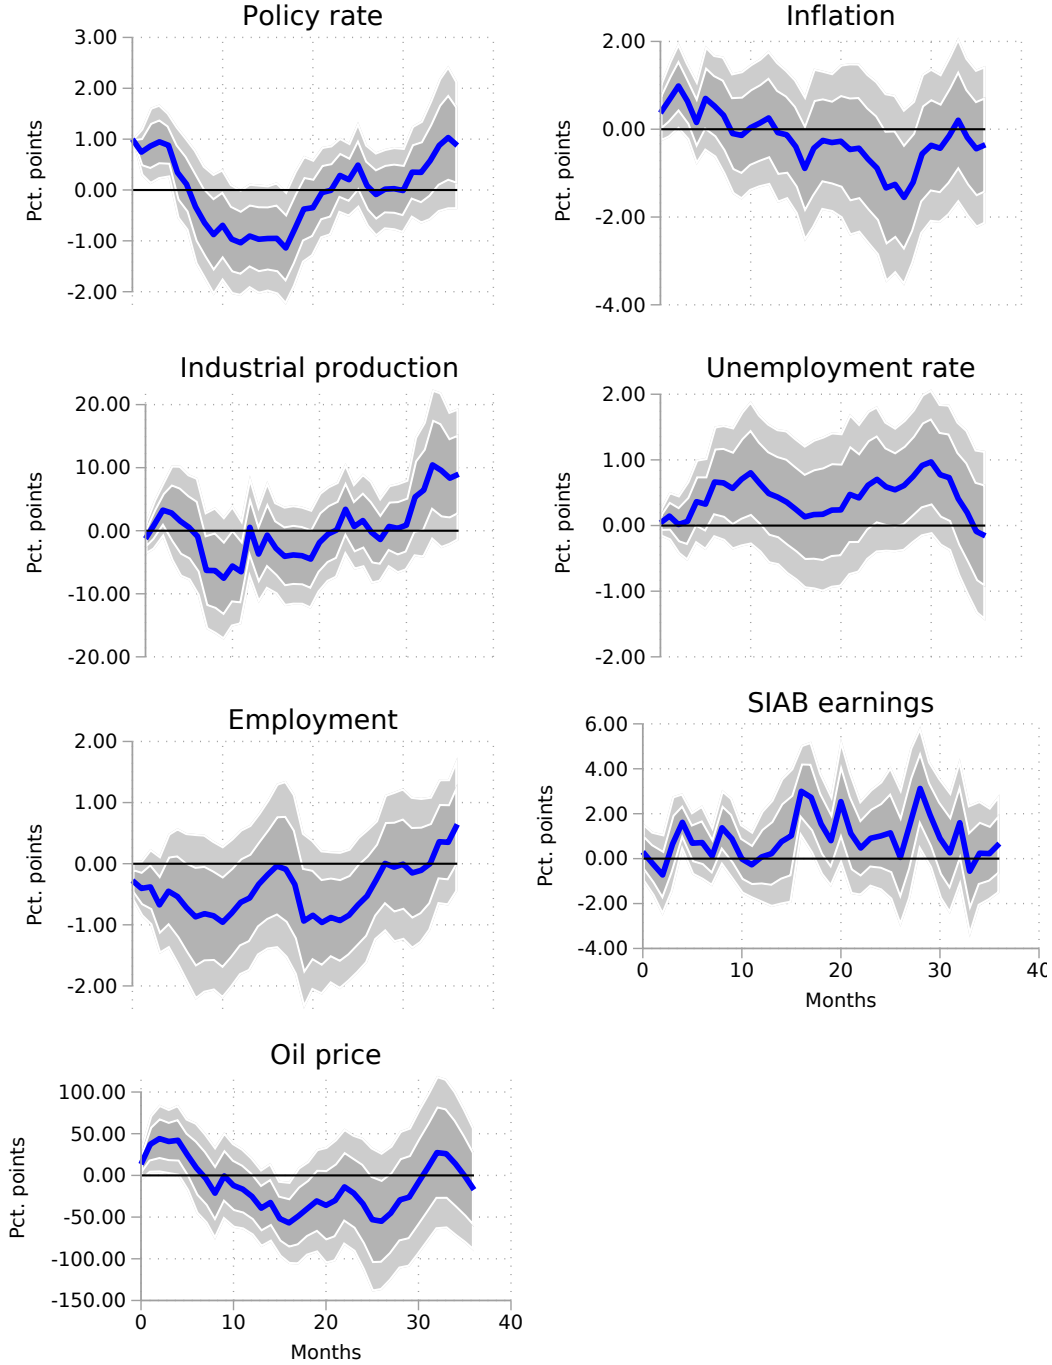 Policy rate
3.00
2.00
1.00
0.00
-1.00
-2.00
Pct. points
Inflation
2.00
0.00
-2.00
-4.00
Pct. points
Industrial production
20.00
10.00
0.00
-10.00
-20.00
Pct. points
Unemployment rate
2.00
1.00
0.00
-1.00
-2.00
Pct. points
Employment
2.00
1.00
0.00
-1.00
-2.00
Pct. points
SIAB earnings
6.00
4.00
2.00
0.00
-2.00
-4.00
Pct. points
0 10 20 30 40
Months
Oil price
100.00
50.00
0.00
-50.00
-100.00
-150.00
Pct. points
0 10 20 30 40
Months